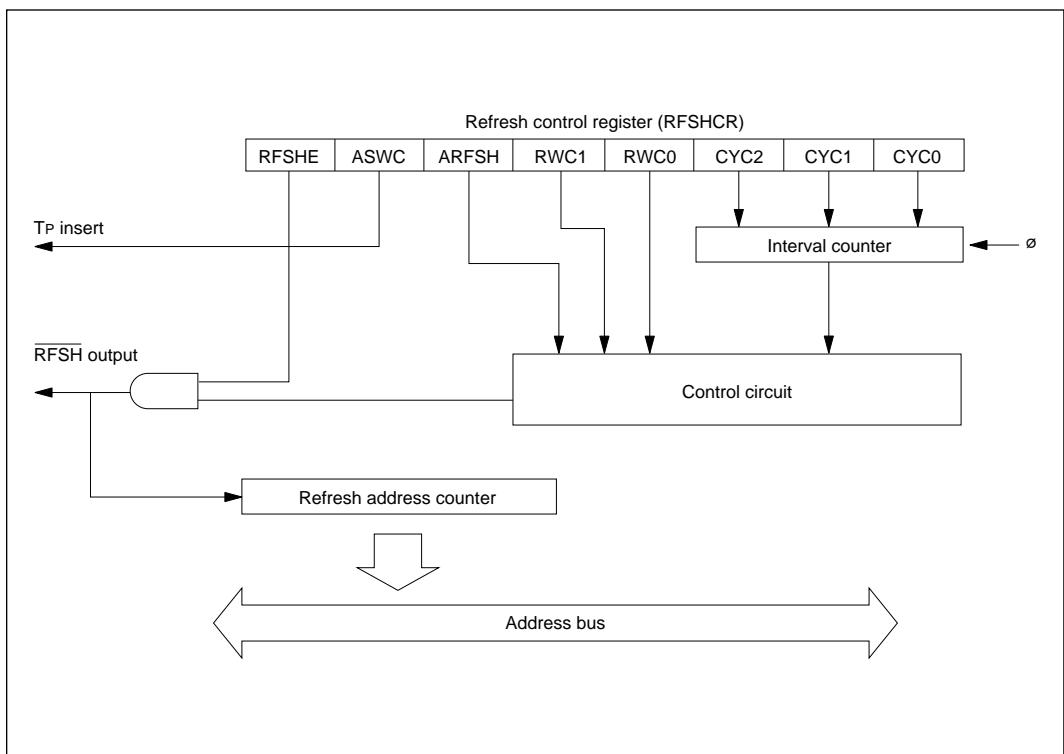 Refresh control register (RFSHCR)
RFSHE ASWC ARFSH RWC1 RWC0 CYC2 CYC1 CYC0
TP insert
Interval counter
ø
RFSH output
Control circuit
Refresh address counter
Address bus